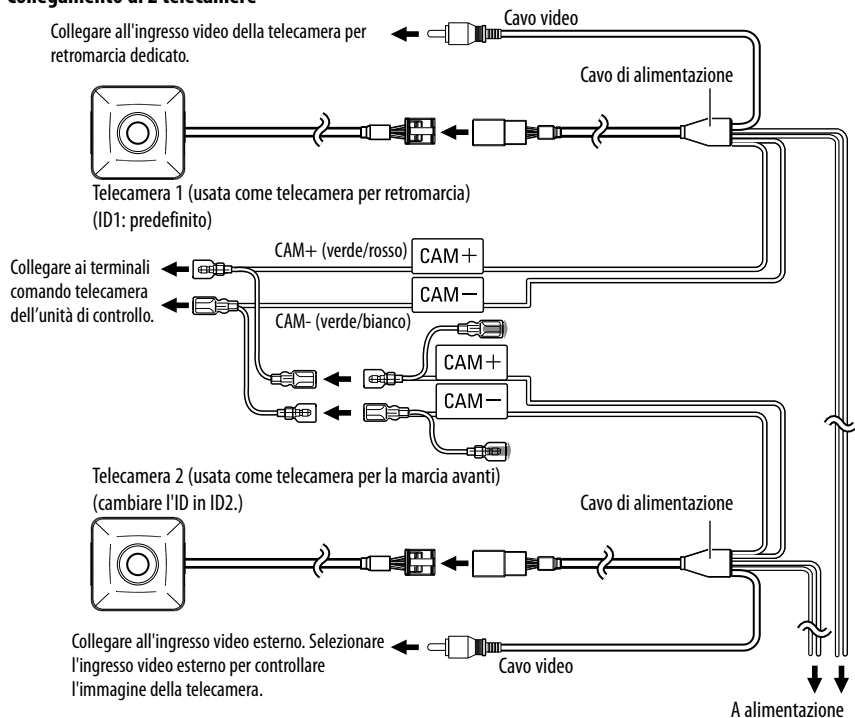 Collegamento di 2 telecamere
Collegare all'ingresso video della telecamera per
retromarcia dedicato.
Cavo video
Cavo di alimentazione
Telecamera 1 (usata come telecamera per retromarcia)
(ID1: predefinito)
Collegare ai terminali
comando telecamera
dell'unità di controllo.
CAM+ (verde/rosso)
CAM+
CAM−
CAM- (verde/bianco)
CAM+
CAM−
Telecamera 2 (usata come telecamera per la marcia avanti)
(cambiare l'ID in ID2.)
Cavo di alimentazione
Collegare all'ingresso video esterno. Selezionare
l'ingresso video esterno per controllare
l'immagine della telecamera.
Cavo video
A alimentazione